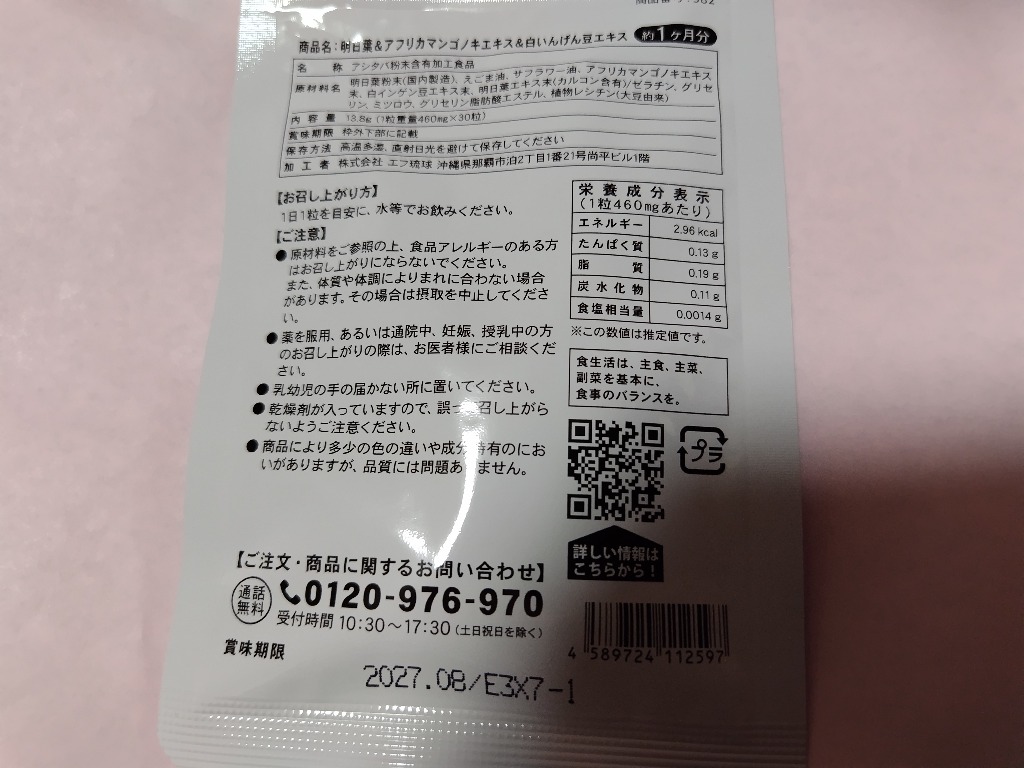 商品名:明日葉&アフリカマンゴノキエキス&白いんげん豆エキス 約1ヶ月分
名 称 アシタバ粉末含有加工食品
原材料名 明日葉粉末(国内製造)、えごま油、サフラワー油、アフリカマンゴノキエキス
末、白インゲン豆エキス末、明日葉エキス末(カルコン含有)/ゼラチン、グリセ
リン、ミツロウ、グリセリン脂肪酸エステル、植物レシチン(大豆由来)
内 容 量 13.8g (1粒重量460mg×30粒)
賞味期限 枠外下部に記載
保存方法 高温多湿、直射日光を避けて保存してください
加 工 者 株式会社 エフ琉球 沖縄県那覇市泊2丁目1番21号尚平ビル1階
【お召し上がり方】
1日1粒を目安に、水等でお飲みください。
【ご注意】
●原材料をご参照の上、食品アレルギーのある方
はお召し上がりにならないでください。
また、体質や体調によりまれに合わない場合
があります。その場合は摂取を中止してくださ
い。
●薬を服用、あるいは通院中、妊娠、授乳中の方
のお召し上がりの際は、お医者様にご相談くだ
さい。
●乳幼児の手の届かない所に置いてください。
●乾燥剤が入っていますので、誤っ 召し上がら
ないようご注意ください。
●商品により多少の色の違いや成分特有のにお
いがありますが、品質には問題ありません。
栄養成分表示
(1粒460mgあたり)
エネルギー 2.96kcal
たんぱく質 0.13g
脂 質 0.19g
炭水化物 0.11g
食塩相当量 0.0014g
※この数値は推定値です。
食生活は、主食、主菜、
副菜を基本に、
食事のバランスを。
プラ
詳しい情報は
こちらから!
【ご注文・商品に関するお問い合わせ】
通話
無料
0120-976-970
受付時間 10:30〜17:30(土日祝日を除く)
4 589724 112597
賞味期限
2027.08/E3X7-1